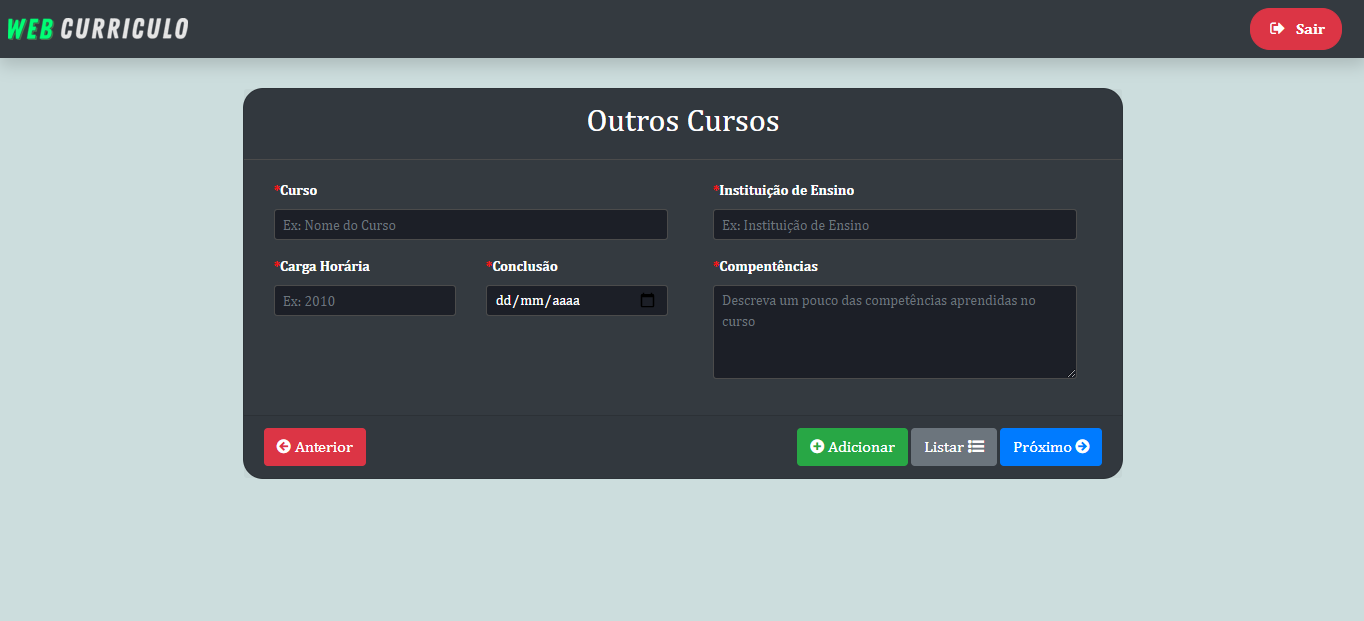 WEB CURRICULO
Sair
Outros Cursos
*Curso
*Instituição de Ensino
Ex: Nome do Curso
Ex: Instituição de Ensino
*Carga Horária
*Conclusão
*Compentências
Ex: 2010
dd/mm/aaaa
Descreva um pouco das competências aprendidas no
curso
Anterior
Adicionar
Listar
Próximo